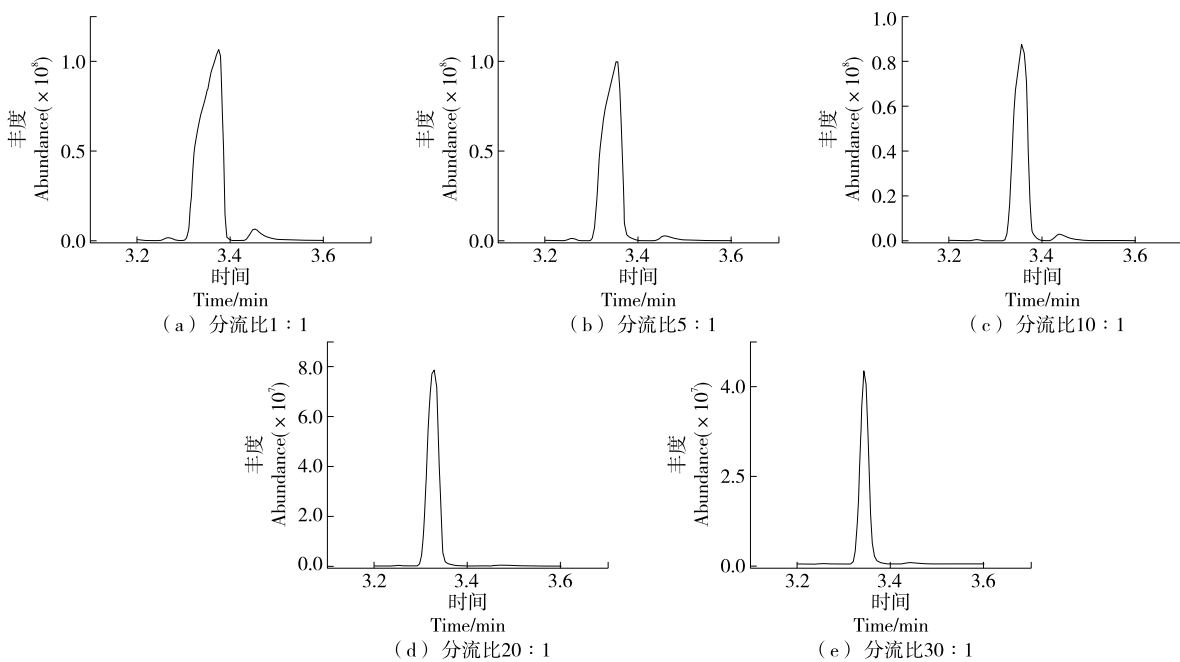 丰度
Abundance(×10⁸)
1.0
0.5
0.0
3.2 3.4 3.6
时间
Time/min
(a) 分流比1∶1
丰度
Abundance(×10⁸)
1.0
0.5
0.0
3.2 3.4 3.6
时间
Time/min
(b) 分流比5∶1
丰度
Abundance(×10⁸)
1.0
0.8
0.6
0.4
0.2
0.0
3.2 3.4 3.6
时间
Time/min
(c) 分流比10∶1
丰度
Abundance(×10⁷)
8.0
6.0
4.0
2.0
0.0
3.2 3.4 3.6
时间
Time/min
(d) 分流比20∶1
丰度
Abundance(×10⁷)
4.0
2.5
0.0
3.2 3.4 3.6
时间
Time/min
(e) 分流比30∶1